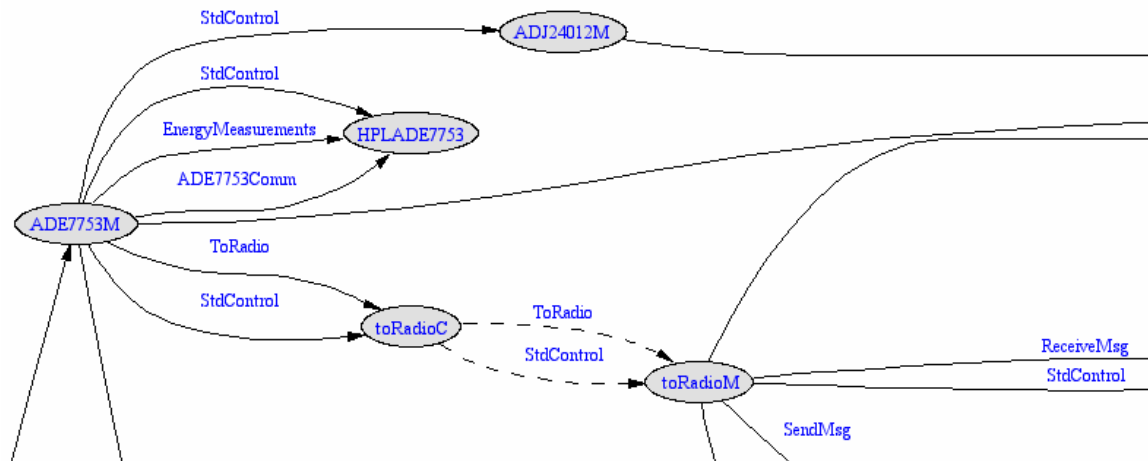 StdControl
ADJ24012M
StdControl
EnergyMeasurements
HPLADE7753
ADE7753Comm
ADE7753M
ToRadio
StdControl
toRadioC
ToRadio
StdControl
ReceiveMsg
toRadioM
StdControl
SendMsg